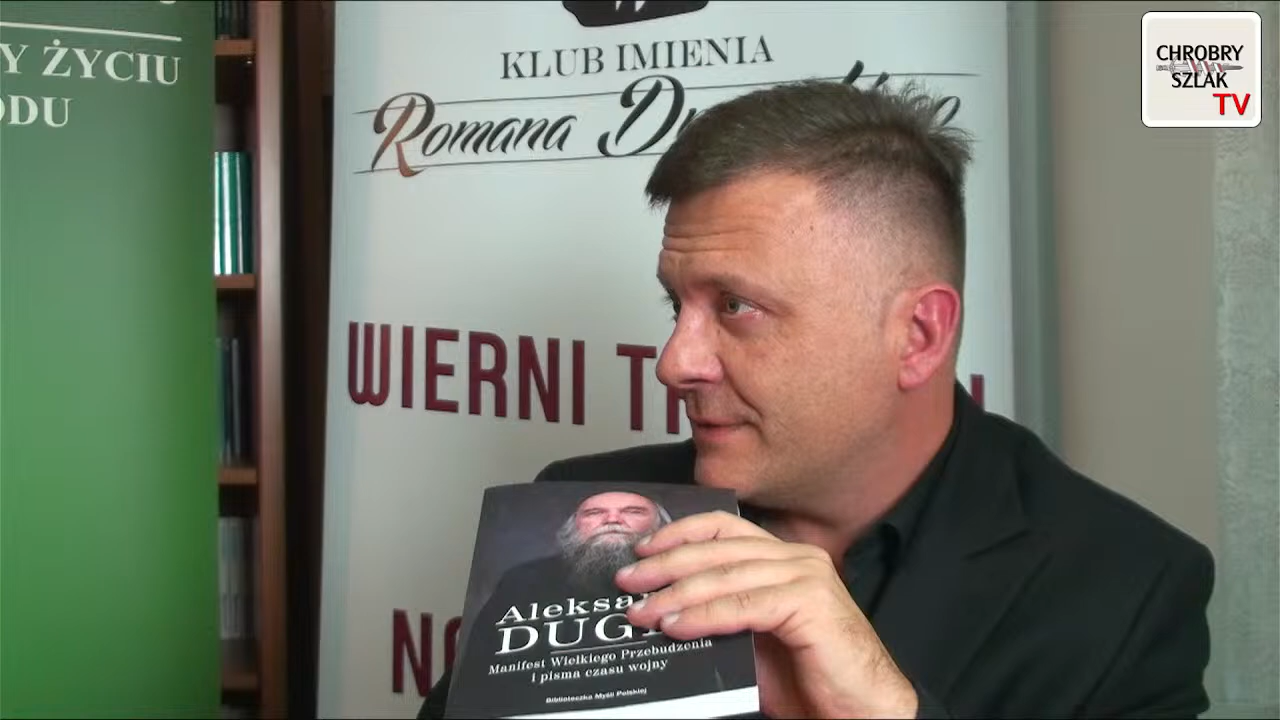 Y ŻYCIU
ODU
KLUB IMIENIA
Romana
WIERNI
CHROBRY
SZLAK
TV
Aleksa
DUG
Manifest Wielkiego Przebudzenia
i pisma czasu wojny
Biblioteczka Myśli Polskiej